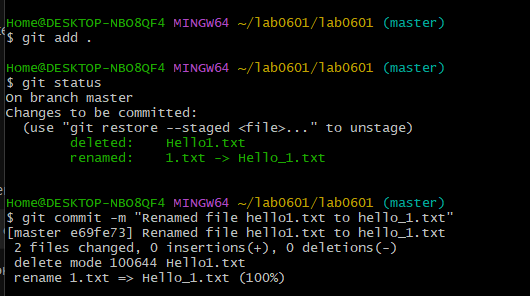 Home@DESKTOP-NBO8QF4 MINGW64 ~/lab0601/lab0601 (master)
$ git add .
Home@DESKTOP-NBO8QF4 MINGW64 ~/lab0601/lab0601 (master)
$ git status
On branch master
Changes to be committed:
  (use "git restore --staged <file>..." to unstage)
        deleted:    Hello1.txt
        renamed:    1.txt -> Hello_1.txt
Home@DESKTOP-NBO8QF4 MINGW64 ~/lab0601/lab0601 (master)
$ git commit -m "Renamed file hello1.txt to hello_1.txt"
[master e69fe73] Renamed file hello1.txt to hello_1.txt
 2 files changed, 0 insertions(+), 0 deletions(-)
 delete mode 100644 Hello1.txt
 rename 1.txt => Hello_1.txt (100%)